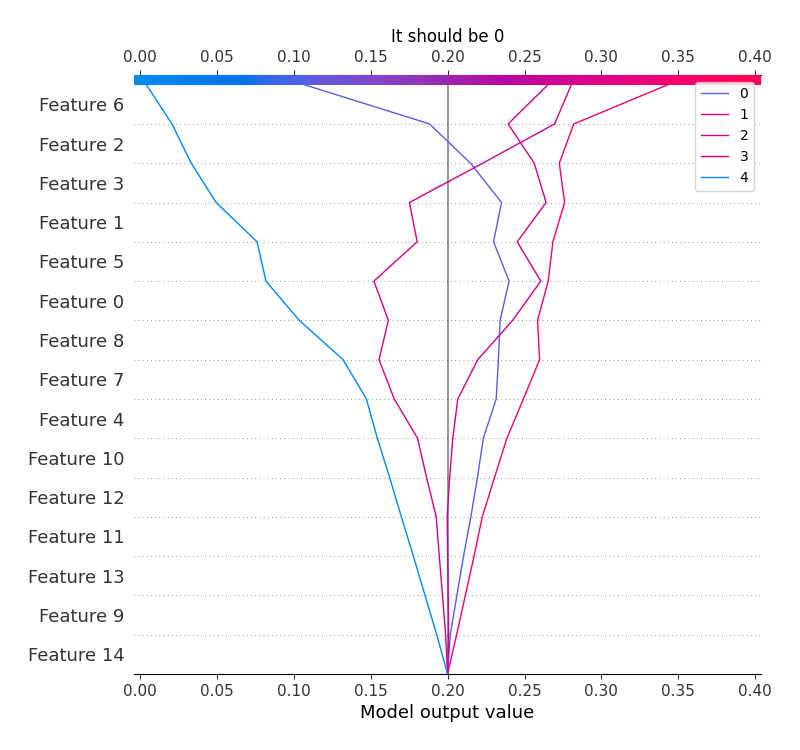 It should be 0
0.00 0.05 0.10 0.15 0.20 0.25 0.30 0.35 0.40
0
1
2
3
4
Feature 6
Feature 2
Feature 3
Feature 1
Feature 5
Feature 0
Feature 8
Feature 7
Feature 4
Feature 10
Feature 12
Feature 11
Feature 13
Feature 9
Feature 14
0.00 0.05 0.10 0.15 0.20 0.25 0.30 0.35 0.40
Model output value